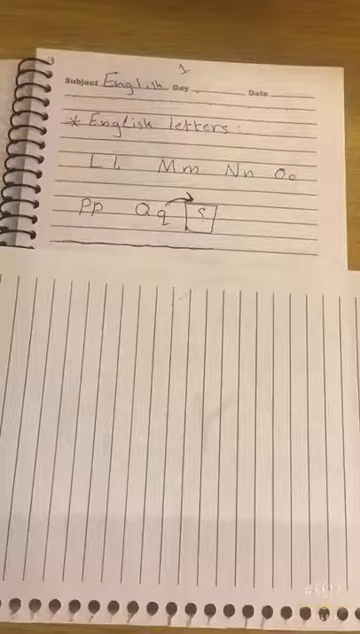 1
Subject English Day Date
* English letters:
Ll Mm Nn Oo
Pp Qq ?